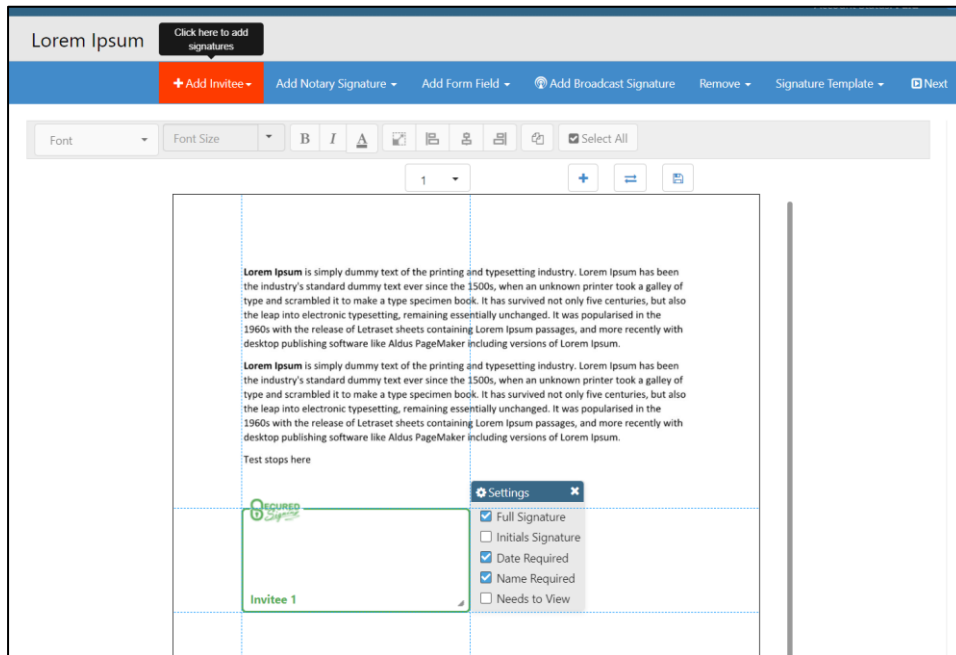 Lorem Ipsum
Click here to add
signatures
Add Invitee
Add Notary Signature
Add Form Field
Add Broadcast Signature
Remove
Signature Template
Next
Font
Font Size
B I A
Select All
1
Lorem Ipsum is simply dummy text of the printing and typesetting industry. Lorem Ipsum has been
the industry's standard dummy text ever since the 1500s, when an unknown printer took a galley of
type and scrambled it to make a type specimen book. It has survived not only five centuries, but also
the leap into electronic typesetting, remaining essentially unchanged. It was popularised in the
1960s with the release of Letraset sheets containing Lorem Ipsum passages, and more recently with
desktop publishing software like Aldus PageMaker including versions of Lorem Ipsum.
Lorem Ipsum is simply dummy text of the printing and typesetting industry. Lorem Ipsum has been
the industry's standard dummy text ever since the 1500s, when an unknown printer took a galley of
type and scrambled it to make a type specimen book. It has survived not only five centuries, but also
the leap into electronic typesetting, remaining essentially unchanged. It was popularised in the
1960s with the release of Letraset sheets containing Lorem Ipsum passages, and more recently with
desktop publishing software like Aldus PageMaker including versions of Lorem Ipsum.
Test stops here
SECURED
Signing
Invitee 1
Settings
Full Signature
Initials Signature
Date Required
Name Required
Needs to View